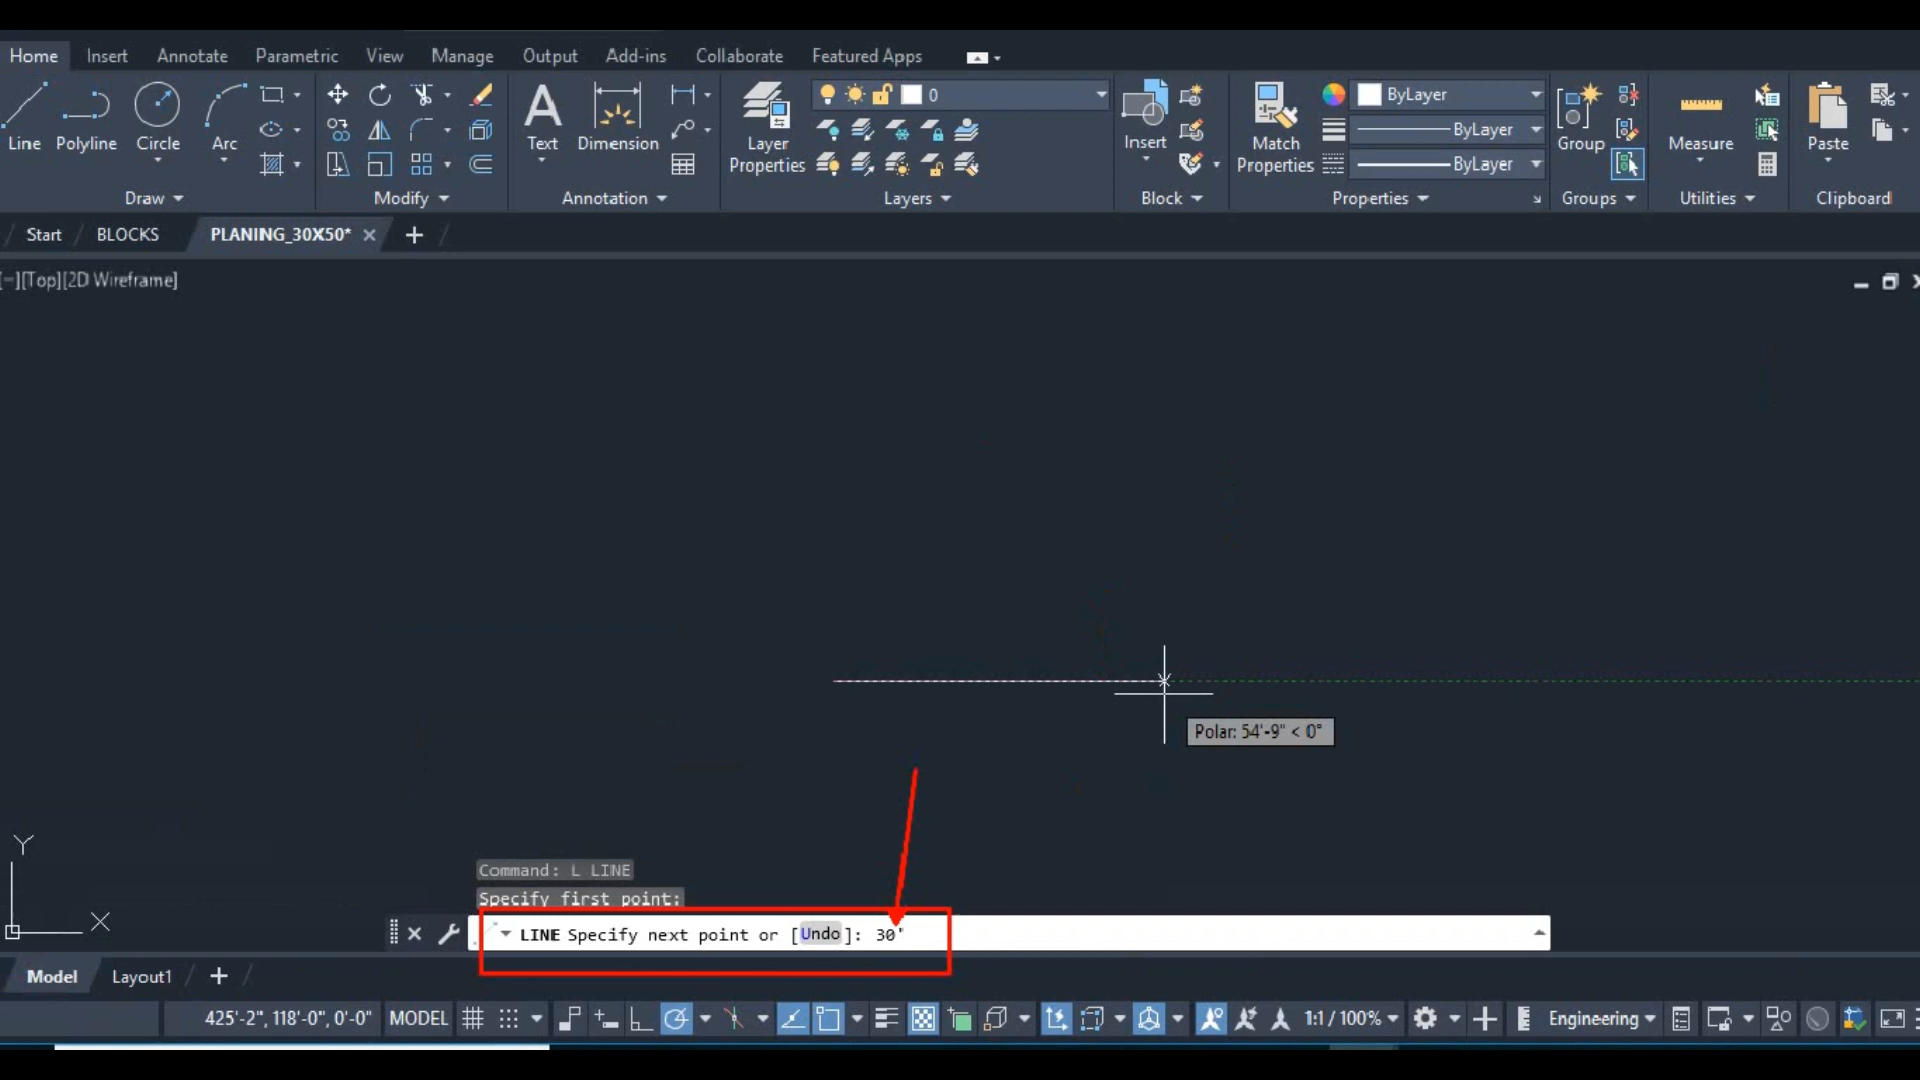 Home Insert Annotate Parametric View Manage Output Add-ins Collaborate Featured Apps
Line Polyline Circle Arc
Text Dimension
Layer Properties
0
Insert
Match Properties
ByLayer
ByLayer
ByLayer
Group
Measure
Paste
Draw Modify Annotation Layers Block Properties Groups Utilities Clipboard
Start BLOCKS PLANING_30X50*
[−][Top][2D Wireframe]
Polar: 54'-9" < 0°
Y
X
Command: L LINE
Specify first point:
LINE Specify next point or [Undo]: 30'
Model Layout1
425'-2", 118'-0", 0'-0" MODEL 1:1 / 100% Engineering